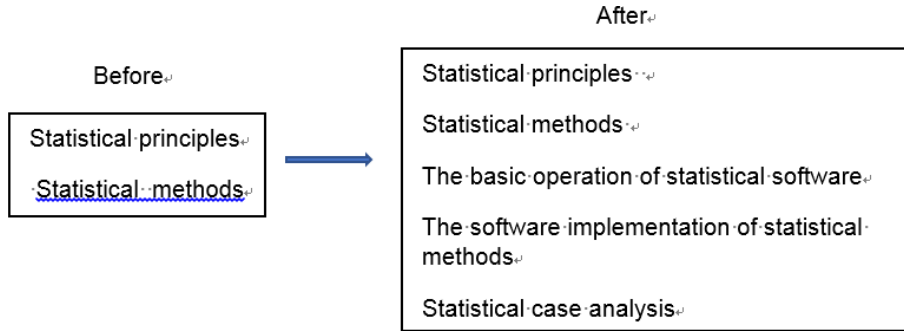 Before
Statistical principles
Statistical methods
After
Statistical principles
Statistical methods
The basic operation of statistical software
The software implementation of statistical
methods
Statistical case analysis